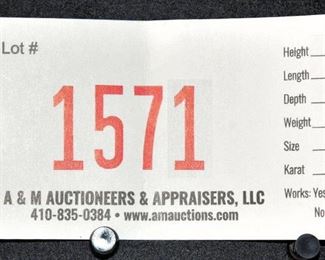 Lot #
1571
A & M AUCTIONEERS & APPRAISERS, LLC
410-835-0384 • www.amauctions.com
Height
Length
Depth
Weight
Size
Karat
Works: Yes
No